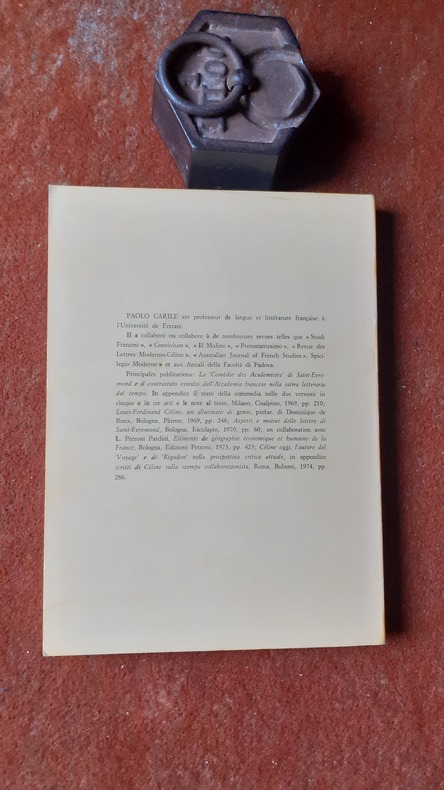 PAOLO CARILE est professeur de langue et littérature française à
l'Université de Ferrare.
Il a collaboré ou collabore à de nombreuses revues telles que « Studi
Francesi », « Convivium », « Il Mulino », « Protestantesimo », « Revue des
Lettres Modernes-Céline », « Australian Journal of French Studies », Spici-
legio Moderno » et aux Annali della Facoltà di Padova.
Principales publications: La 'Comédie des Académistes' di Saint-Evre-
mond e il contrastato esordio dell'Accademia francese nella satira letteraria
del tempo. In appendice il testo della commedia nelle due versioni in
cinque e in tre atti e le note al testo, Milano, Cisalpino, 1969, pp. 210;
Louis-Ferdinand Céline, un allucinato di genio, prefaz. di Dominique de
Roux, Bologna, Pàtron, 1969, pp. 248; Aspetti e motivi delle lettere di
Saint-Evremond, Bologna, Esculapio, 1970, pp. 60; en collaboration avec
L. Petroni Pardini, Eléments de géographie économique et humaine de la
France, Bologna, Edizioni Petroni, 1973, pp. 423; Céline oggi, l'autore del
'Voyage' e di 'Rigodon' nella prospettiva critica attuale, in appendice
scritti di Céline sulla stampa collaborazionista, Roma, Bulzoni, 1974, pp.
286.